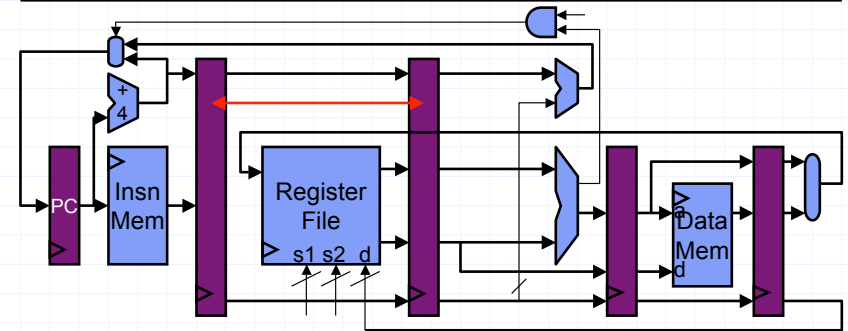 +
4
PC
Insn
Mem
Register
File
s1 s2 d
a
Data
Mem
d